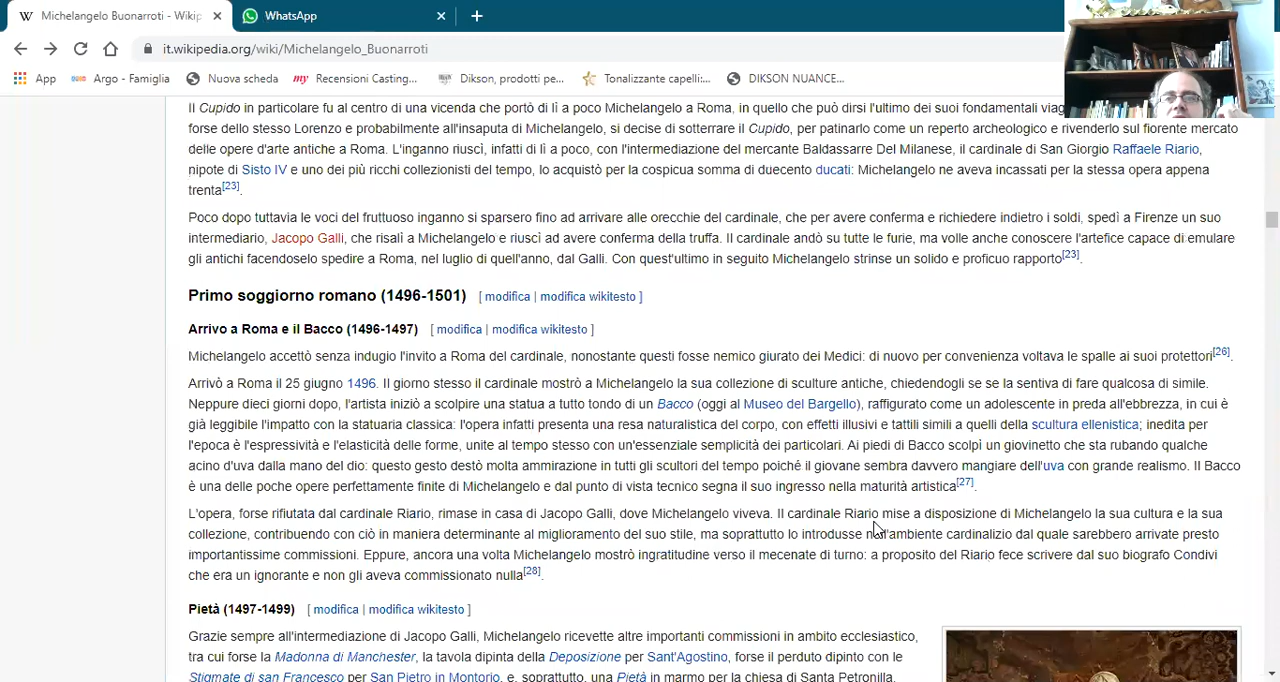 Michelangelo Buonarroti - Wikip
WhatsApp
it.wikipedia.org/wiki/Michelangelo_Buonarroti
App
Argo - Famiglia
Nuova scheda
my Recensioni Casting...
Dikson, prodotti pe...
Tonalizzante capelli:...
DIKSON NUANCE...
Il Cupido in particolare fu al centro di una vicenda che portò di lì a poco Michelangelo a Roma, in quello che può dirsi l'ultimo dei suoi fondamentali viag
forse dello stesso Lorenzo e probabilmente all'insaputa di Michelangelo, si decise di sotterrare il Cupido, per patinarlo come un reperto archeologico e rivenderlo sul fiorente mercato
delle opere d'arte antiche a Roma. L'inganno riuscì, infatti di lì a poco, con l'intermediazione del mercante Baldassarre Del Milanese, il cardinale di San Giorgio Raffaele Riario,
nipote di Sisto IV e uno dei più ricchi collezionisti del tempo, lo acquistò per la cospicua somma di duecento ducati: Michelangelo ne aveva incassati per la stessa opera appena
trenta[23].
Poco dopo tuttavia le voci del fruttuoso inganno si sparsero fino ad arrivare alle orecchie del cardinale, che per avere conferma e richiedere indietro i soldi, spedì a Firenze un suo
intermediario, Jacopo Galli, che risalì a Michelangelo e riuscì ad avere conferma della truffa. Il cardinale andò su tutte le furie, ma volle anche conoscere l'artefice capace di emulare
gli antichi facendoselo spedire a Roma, nel luglio di quell'anno, dal Galli. Con quest'ultimo in seguito Michelangelo strinse un solido e proficuo rapporto[23].
Primo soggiorno romano (1496-1501) [ modifica | modifica wikitesto ]
Arrivo a Roma e il Bacco (1496-1497) [ modifica | modifica wikitesto ]
Michelangelo accettò senza indugio l'invito a Roma del cardinale, nonostante questi fosse nemico giurato dei Medici: di nuovo per convenienza voltava le spalle ai suoi protettori[26].
Arrivò a Roma il 25 giugno 1496. Il giorno stesso il cardinale mostrò a Michelangelo la sua collezione di sculture antiche, chiedendogli se se la sentiva di fare qualcosa di simile.
Neppure dieci giorni dopo, l'artista iniziò a scolpire una statua a tutto tondo di un Bacco (oggi al Museo del Bargello), raffigurato come un adolescente in preda all'ebbrezza, in cui è
già leggibile l'impatto con la statuaria classica: l'opera infatti presenta una resa naturalistica del corpo, con effetti illusivi e tattili simili a quelli della scultura ellenistica; inedita per
l'epoca è l'espressività e l'elasticità delle forme, unite al tempo stesso con un'essenziale semplicità dei particolari. Ai piedi di Bacco scolpì un giovinetto che sta rubando qualche
acino d'uva dalla mano del dio: questo gesto destò molta ammirazione in tutti gli scultori del tempo poiché il giovane sembra davvero mangiare dell'uva con grande realismo. Il Bacco
è una delle poche opere perfettamente finite di Michelangelo e dal punto di vista tecnico segna il suo ingresso nella maturità artistica[27].
L'opera, forse rifiutata dal cardinale Riario, rimase in casa di Jacopo Galli, dove Michelangelo viveva. Il cardinale Riario mise a disposizione di Michelangelo la sua cultura e la sua
collezione, contribuendo con ciò in maniera determinante al miglioramento del suo stile, ma soprattutto lo introdusse nell'ambiente cardinalizio dal quale sarebbero arrivate presto
importantissime commissioni. Eppure, ancora una volta Michelangelo mostrò ingratitudine verso il mecenate di turno: a proposito del Riario fece scrivere dal suo biografo Condivi
che era un ignorante e non gli aveva commissionato nulla[28].
Pietà (1497-1499) [ modifica | modifica wikitesto ]
Grazie sempre all'intermediazione di Jacopo Galli, Michelangelo ricevette altre importanti commissioni in ambito ecclesiastico,
tra cui forse la Madonna di Manchester, la tavola dipinta della Deposizione per Sant'Agostino, forse il perduto dipinto con le
Stigmate di san Francesco per San Pietro in Montorio, e, soprattutto, una Pietà in marmo per la chiesa di Santa Petronilla,